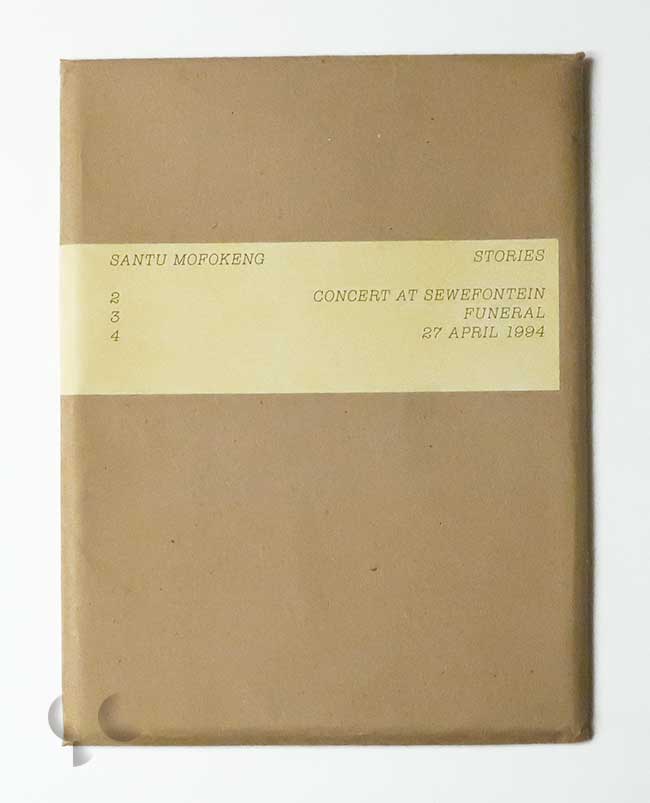 SANTU MOFOKENG STORIES
2 CONCERT AT SEWEFONTEIN
3 FUNERAL
4 27 APRIL 1994